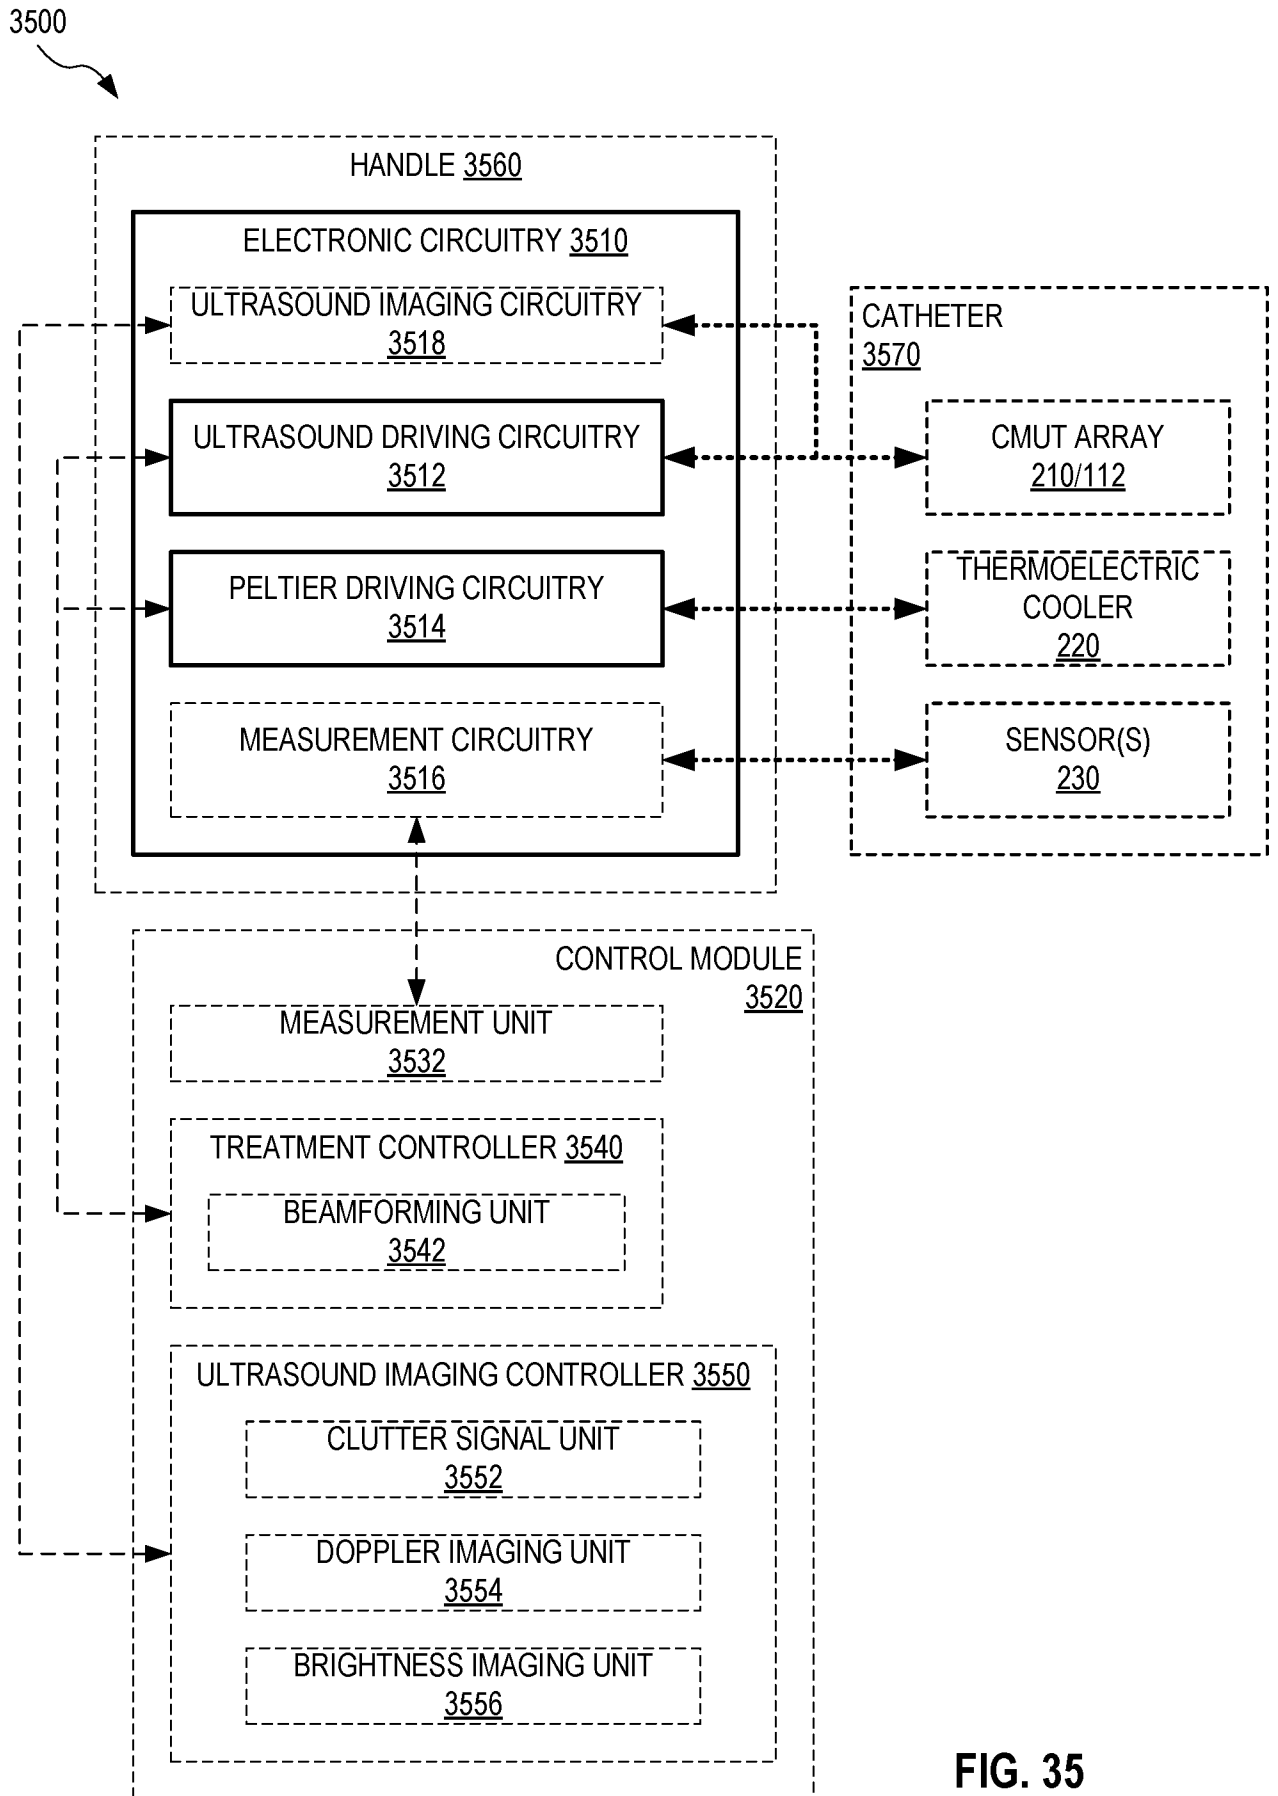 3500
HANDLE 3560
ELECTRONIC CIRCUITRY 3510
ULTRASOUND IMAGING CIRCUITRY
3518
ULTRASOUND DRIVING CIRCUITRY
3512
PELTIER DRIVING CIRCUITRY
3514
MEASUREMENT CIRCUITRY
3516
CATHETER
3570
CMUT ARRAY
210/112
THERMOELECTRIC
COOLER
220
SENSOR(S)
230
CONTROL MODULE
3520
MEASUREMENT UNIT
3532
TREATMENT CONTROLLER 3540
BEAMFORMING UNIT
3542
ULTRASOUND IMAGING CONTROLLER 3550
CLUTTER SIGNAL UNIT
3552
DOPPLER IMAGING UNIT
3554
BRIGHTNESS IMAGING UNIT
3556
FIG. 35